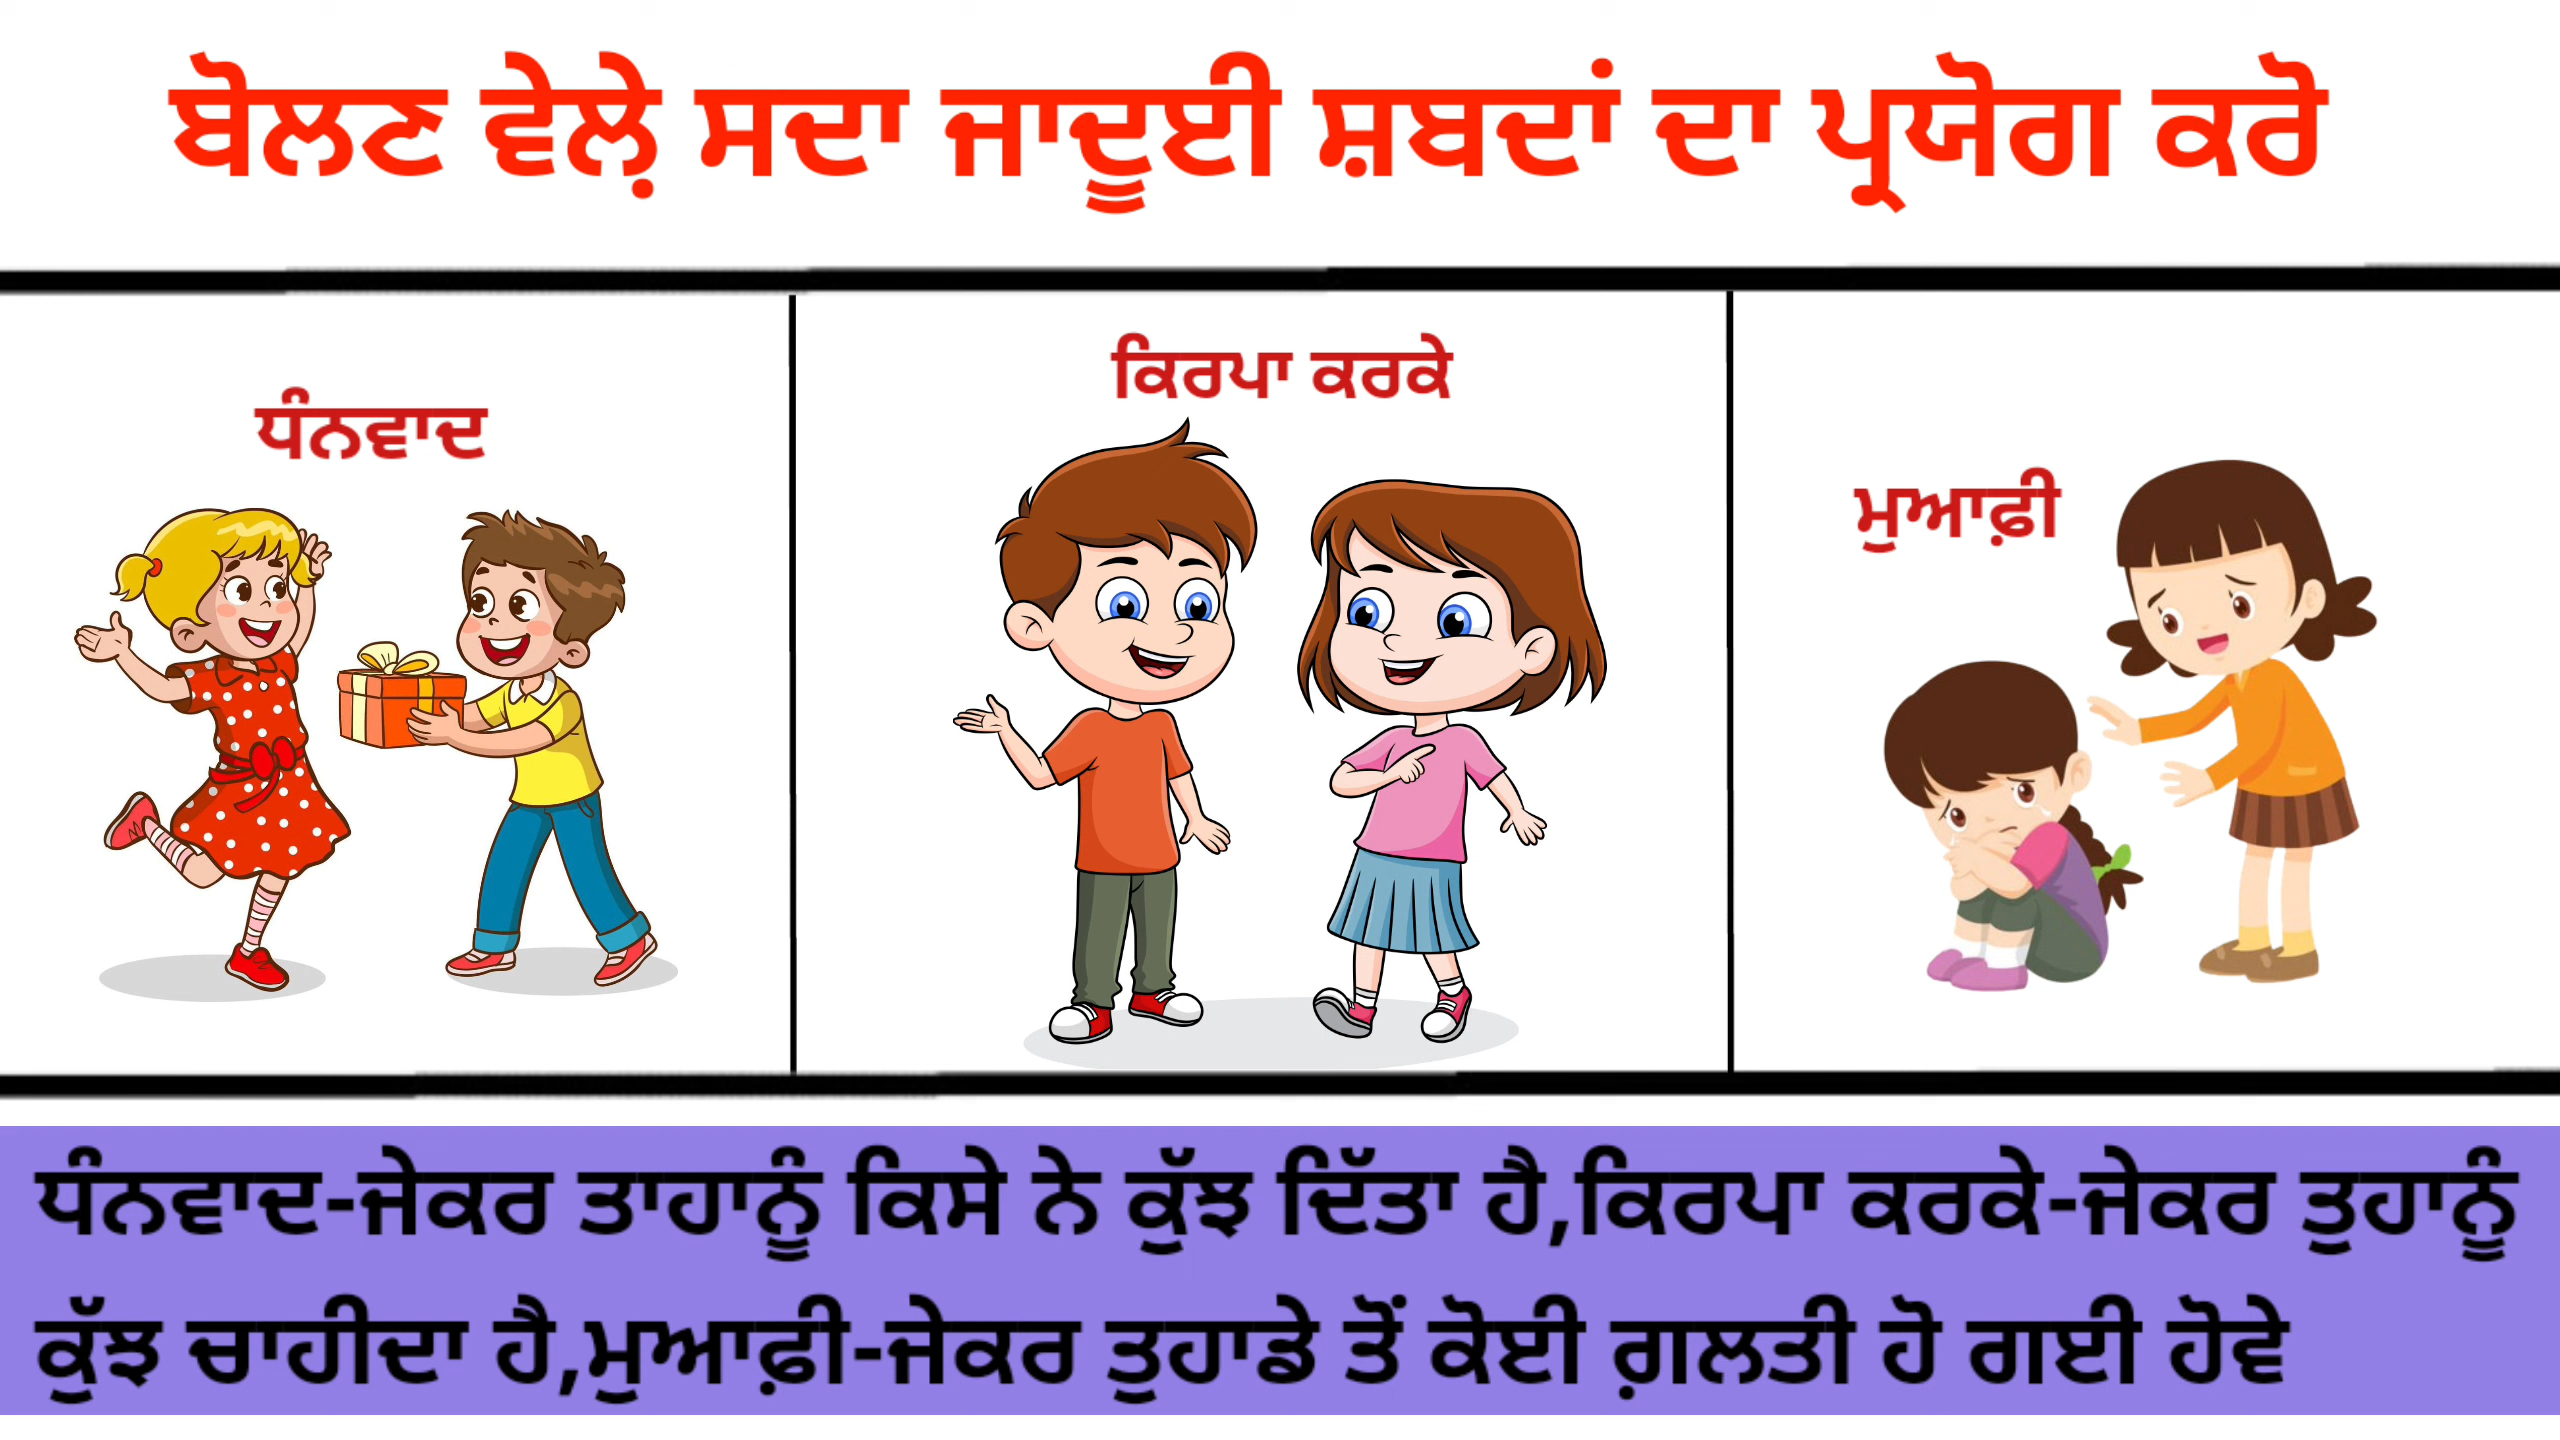 ਬੋਲਣ ਵੇਲੇ਼ ਸਦਾ ਜਾਦੂਈ ਸ਼ਬਦਾਂ ਦਾ ਪ੍ਰਯੋਗ ਕਰੋ
ਧੰਨਵਾਦ
ਕਿਰਪਾ ਕਰਕੇ
ਮੁਆਫ਼ੀ
ਧੰਨਵਾਦ-ਜੇਕਰ ਤਾਹਾਨੂੰ ਕਿਸੇ ਨੇ ਕੁੱਝ ਦਿੱਤਾ ਹੈ,ਕਿਰਪਾ ਕਰਕੇ-ਜੇਕਰ ਤੁਹਾਨੂੰ
ਕੁੱਝ ਚਾਹੀਦਾ ਹੈ,ਮੁਆਫ਼ੀ-ਜੇਕਰ ਤੁਹਾਡੇ ਤੋਂ ਕੋਈ ਗ਼ਲਤੀ ਹੋ ਗਈ ਹੋਵੇ